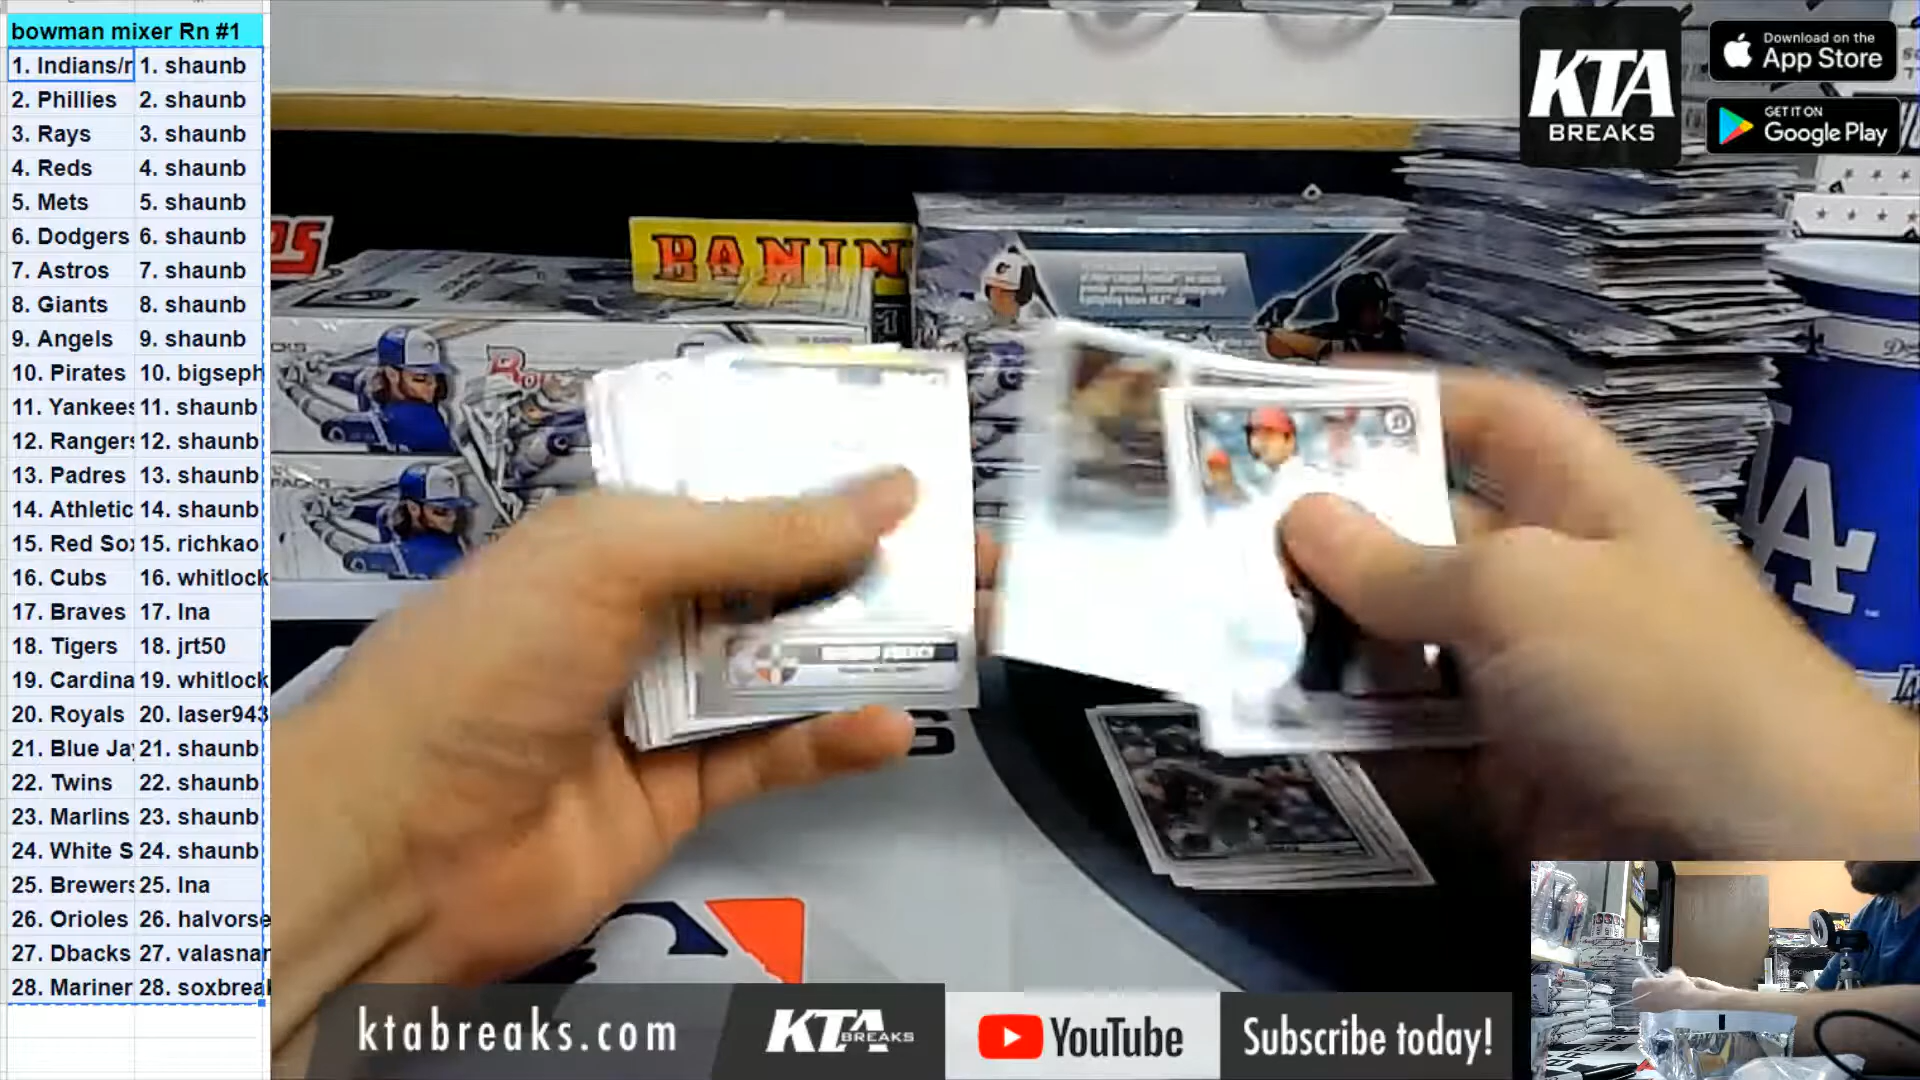 bowman mixer Rn #1
1. Indians/r 1. shaunb
2. Phillies 2. shaunb
3. Rays 3. shaunb
4. Reds 4. shaunb
5. Mets 5. shaunb
6. Dodgers 6. shaunb
7. Astros 7. shaunb
8. Giants 8. shaunb
9. Angels 9. shaunb
10. Pirates 10. bigseph
11. Yankees 11. shaunb
12. Rangers 12. shaunb
13. Padres 13. shaunb
14. Athletic 14. shaunb
15. Red Sox 15. richkao
16. Cubs 16. whitlock
17. Braves 17. lna
18. Tigers 18. jrt50
19. Cardina 19. whitlock
20. Royals 20. laser943
21. Blue Jay 21. shaunb
22. Twins 22. shaunb
23. Marlins 23. shaunb
24. White S 24. shaunb
25. Brewers 25. lna
26. Orioles 26. halvorse
27. Dbacks 27. valasnar
28. Mariner 28. soxbreak
KTA
BREAKS
Download on the
App Store
GET IT ON
Google Play
PANINI
LA
ktabreaks.com
KTA BREAKS
YouTube
Subscribe today!